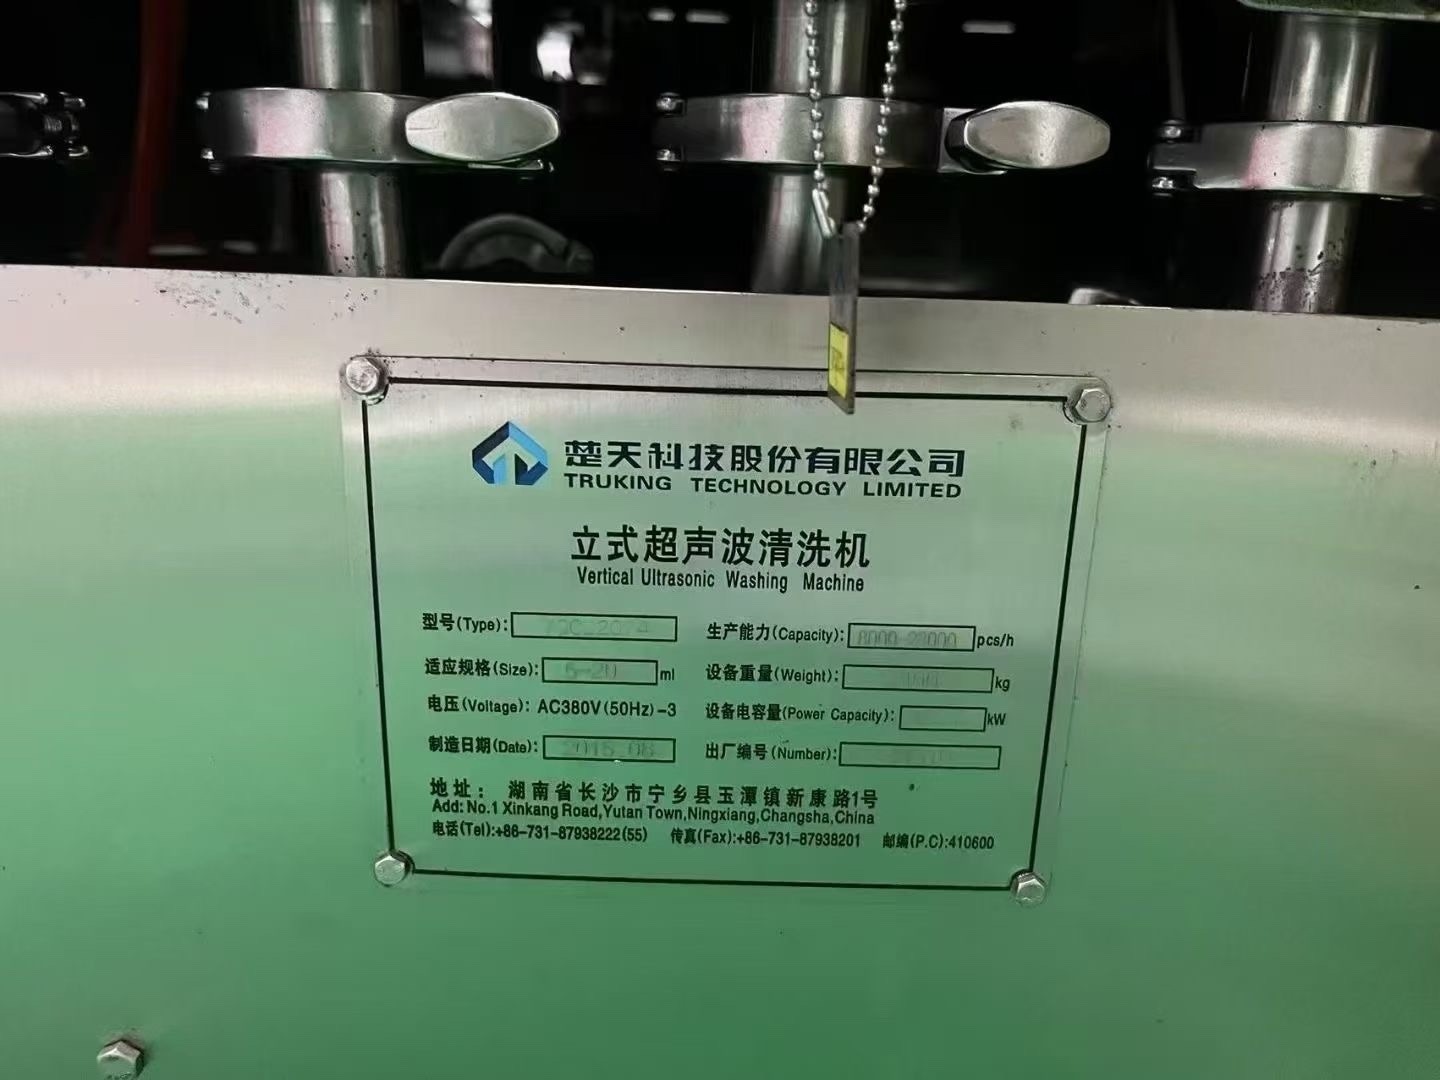 楚天科技股份有限公司
TRUKING TECHNOLOGY LIMITED
立式超声波清洗机
Vertical Ultrasonic Washing Machine
型号(Type):
生产能力(Capacity): 8000-23000 pcs/h
适应规格(Size): 5-20 ml
设备重量(Weight): kg
电压(Voltage): AC380V(50Hz)-3
设备电容量(Power Capacity): kW
制造日期(Date): 2015.08
出厂编号(Number):
地址：湖南省长沙市宁乡县玉潭镇新康路1号
Add: No.1 Xinkang Road,Yutan Town,Ningxiang,Changsha,China
电话(Tel):+86-731-87938222(55) 传真(Fax):+86-731-87938201 邮编(P.C):410600